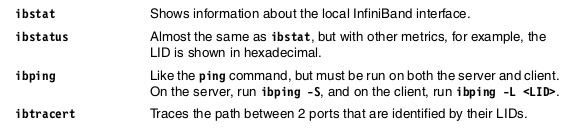 ibstat Shows information about the local InfiniBand interface.
ibstatus Almost the same as ibstat, but with other metrics, for example, the
LID is shown in hexadecimal.
ibping Like the ping command, but must be run on both the server and client.
On the server, run ibping -S, and on the client, run ibping -L <LID>.
ibtracert Traces the path between 2 ports that are identified by their LIDs.